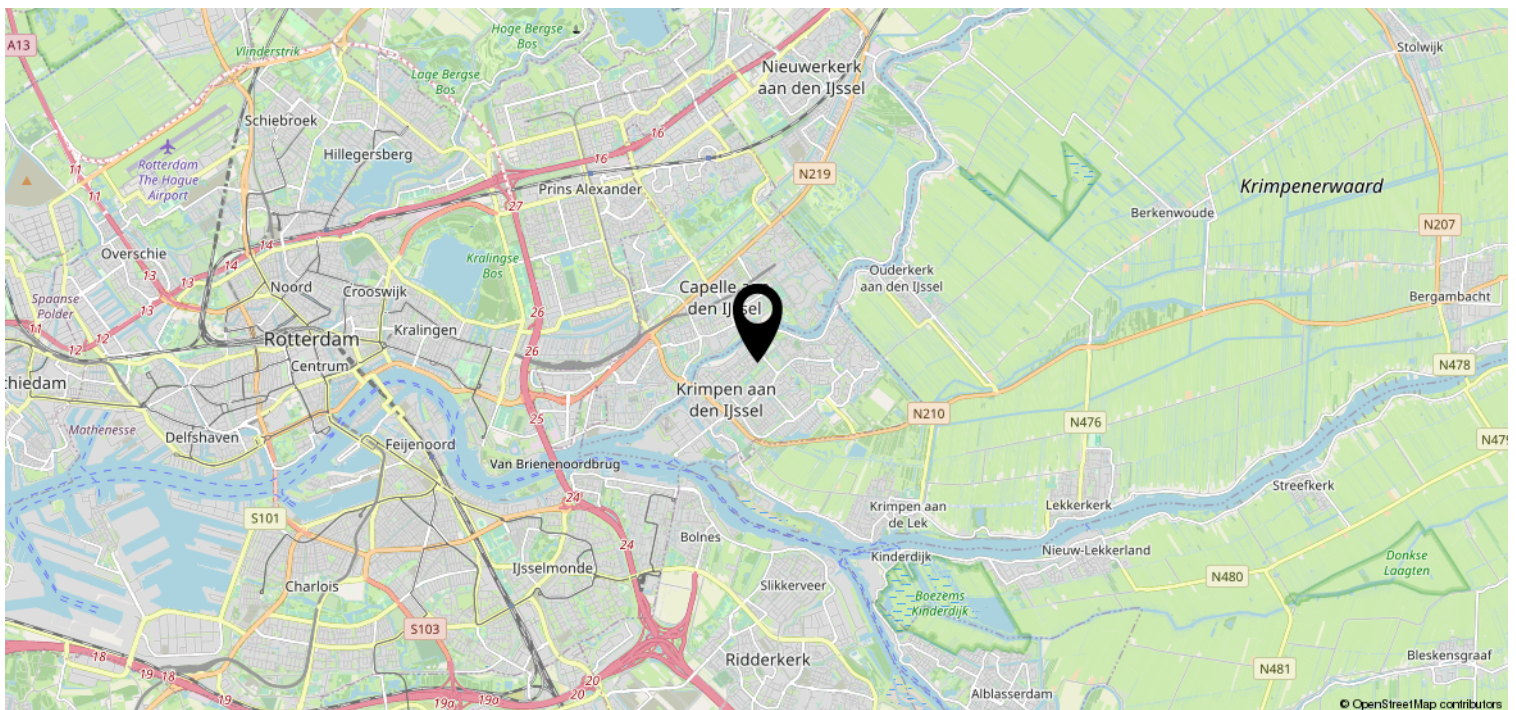 Hoge Bergse
Bos
A13
Vlinderstrik
Stolwijk
Lage Bergse
Bos
Nieuwerkerk
aan den IJssel
Schiebroek
16
Hillegersberg
16
Rotterdam
The Hague
Airport
11
11
N219
Prins Alexander
Krimpenerwaard
27
Berkenwoude
N207
14
Overschie
14
13
13
Kralingse
Bos
Ouderkerk
aan den IJssel
Noord
Crooswijk
Capelle
den IJssel
Spaanse
Polder
Bergambacht
26
11
12
12
Kralingen
Rotterdam
26
Centrum
N478
chiedam
Krimpen aan
den IJssel
N210
25
N476
Mathenesse
Delfshaven
Feijenoord
N479
Van Brienenoordbrug
24
Streefkerk
Krimpen aan
de Lek
Lekkerkerk
S101
24
Bolnes
Nieuw-Lekkerland
Kinderdijk
Donkse
Laagten
IJsselmonde
Charlois
Slikkerveer
N480
Boezems
Kinderdijk
S103
18
Ridderkerk
Bleskensgraaf
N481
19
18
20
20
Alblasserdam
19
19a
19a
© OpenStreetMap contributors